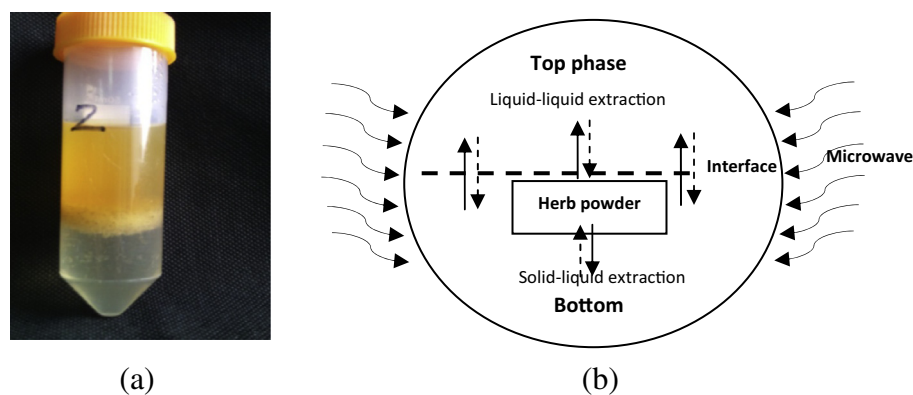 2
Top phase
Liquid-liquid extraction
Interface
Microwave
Herb powder
Solid-liquid extraction
Bottom
(a)
(b)